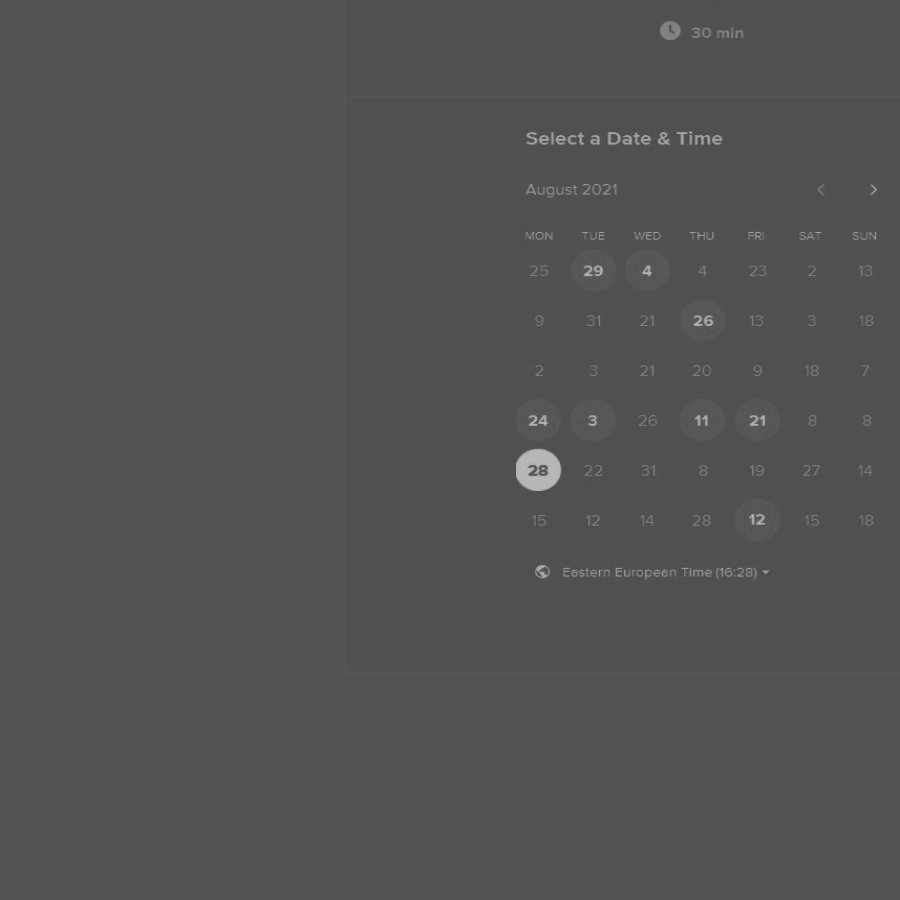 30 min
Select a Date & Time
August 2021
MON TUE WED THU FRI SAT SUN
25 29 4 4 23 2 13
9 31 21 26 13 3 18
2 3 21 20 9 18 7
24 3 26 11 21 8 8
28 22 31 8 19 27 14
15 12 14 28 12 15 18
Eastern European Time (16:28)